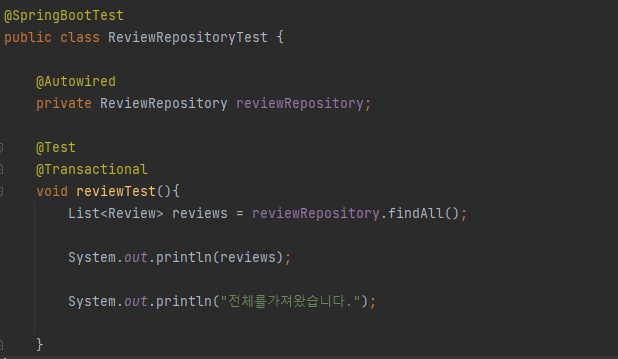 @SpringBootTest
public class ReviewRepositoryTest {
@Autowired
private ReviewRepository reviewRepository;
@Test
@Transactional
void reviewTest(){
List<Review> reviews = reviewRepository.findAll();
System.out.println(reviews);
System.out.println("전체를가져왔습니다.");
}